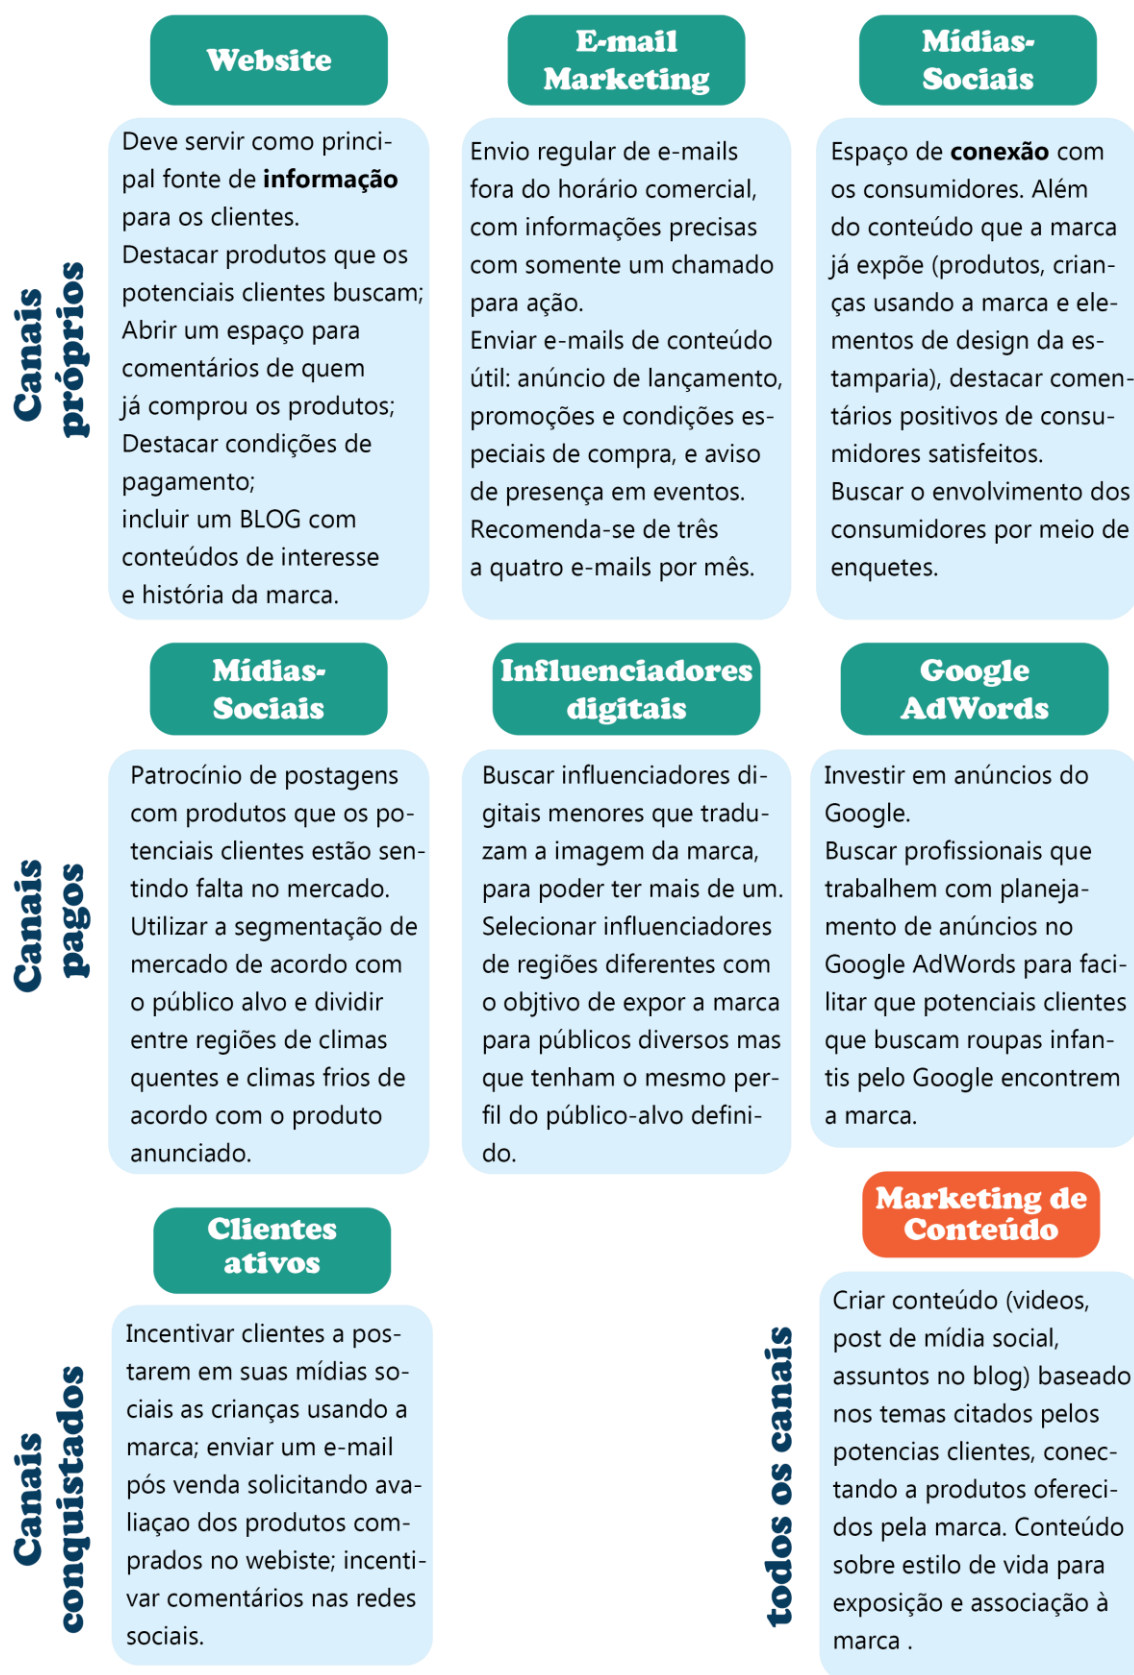 Canais
próprios
Website
Deve servir como princi-
pal fonte de informação
para os clientes.
Destacar produtos que os
potenciais clientes buscam;
Abrir um espaço para
comentários de quem
já comprou os produtos;
Destacar condições de
pagamento;
incluir um BLOG com
conteúdos de interesse
e história da marca.
E-mail
Marketing
Envio regular de e-mails
fora do horário comercial,
com informações precisas
com somente um chamado
para ação.
Enviar e-mails de conteúdo
útil: anúncio de lançamento,
promoções e condições es-
peciais de compra, e aviso
de presença em eventos.
Recomenda-se de três
a quatro e-mails por mês.
Mídias-
Sociais
Espaço de conexão com
os consumidores. Além
do conteúdo que a marca
já expõe (produtos, crian-
ças usando a marca e ele-
mentos de design da es-
tamparia), destacar comen-
tários positivos de consu-
midores satisfeitos.
Buscar o envolvimento dos
consumidores por meio de
enquetes.
Canais
pagos
Mídias-
Sociais
Patrocínio de postagens
com produtos que os po-
tenciais clientes estão sen-
tindo falta no mercado.
Utilizar a segmentação de
mercado de acordo com
o público alvo e dividir
entre regiões de climas
quentes e climas frios de
acordo com o produto
anunciado.
Influenciadores
digitais
Buscar influenciadores di-
gitais menores que tradu-
zam a imagem da marca,
para poder ter mais de um.
Selecionar influenciadores
de regiões diferentes com
o objtivo de expor a marca
para públicos diversos mas
que tenham o mesmo per-
fil do público-alvo defini-
do.
Google
AdWords
Investir em anúncios do
Google.
Buscar profissionais que
trabalhem com planeja-
mento de anúncios no
Google AdWords para faci-
litar que potenciais clientes
que buscam roupas infan-
tis pelo Google encontrem
a marca.
Canais
conquistados
Clientes
ativos
Incentivar clientes a pos-
tarem em suas mídias so-
ciais as crianças usando a
marca; enviar um e-mail
pós venda solicitando ava-
liaçao dos produtos com-
prados no webiste; incenti-
var comentários nas redes
sociais.
todos os canais
Marketing de
Conteúdo
Criar conteúdo (videos,
post de mídia social,
assuntos no blog) baseado
nos temas citados pelos
potencias clientes, conec-
tando a produtos ofereci-
dos pela marca. Conteúdo
sobre estilo de vida para
exposição e associação à
marca .